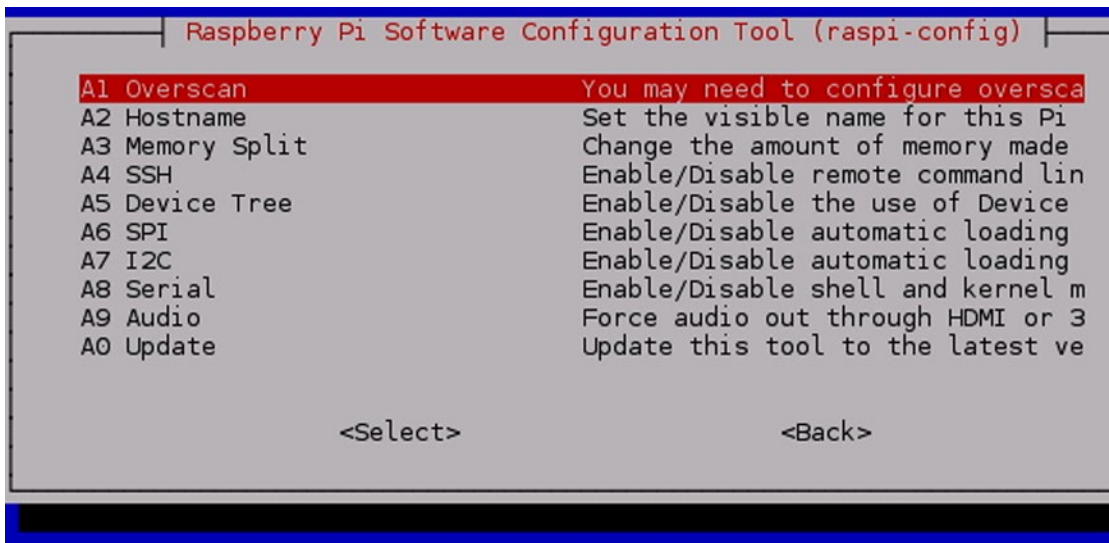 Raspberry Pi Software Configuration Tool (raspi-config)
A1 Overscan You may need to configure oversca
A2 Hostname Set the visible name for this Pi
A3 Memory Split Change the amount of memory made
A4 SSH Enable/Disable remote command lin
A5 Device Tree Enable/Disable the use of Device
A6 SPI Enable/Disable automatic loading
A7 I2C Enable/Disable automatic loading
A8 Serial Enable/Disable shell and kernel m
A9 Audio Force audio out through HDMI or 3
A0 Update Update this tool to the latest ve
<Select> <Back>